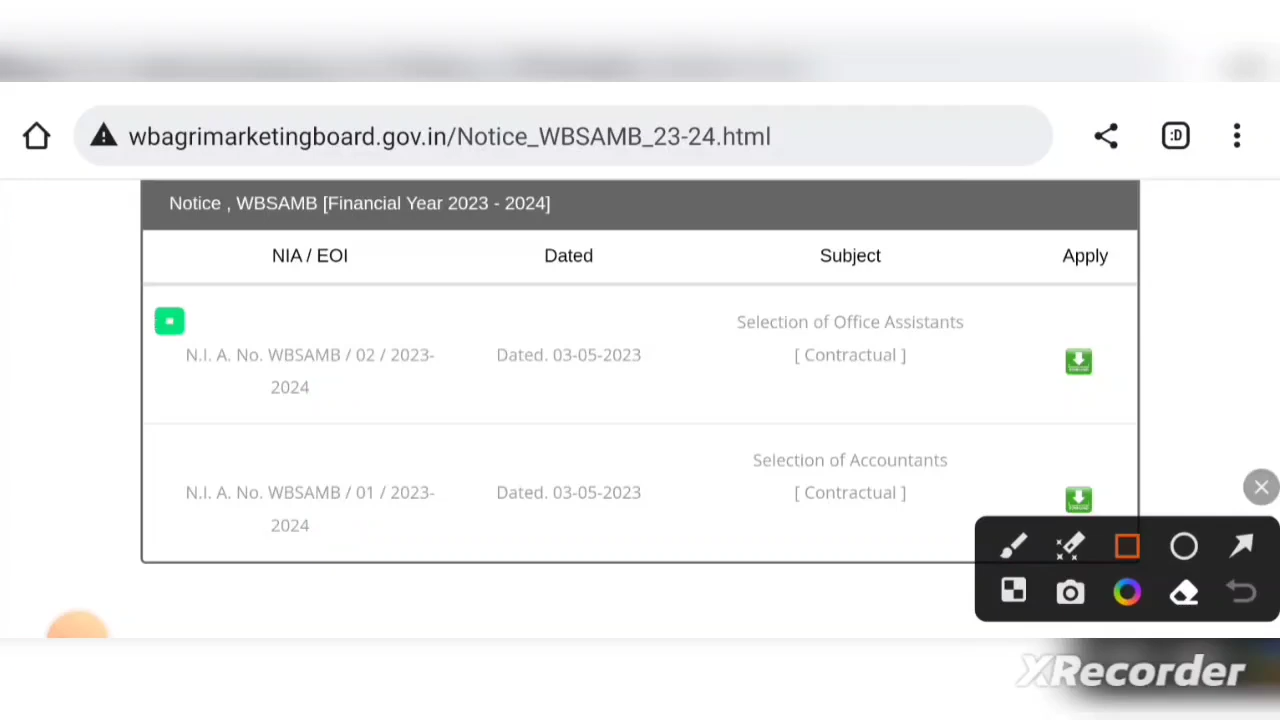 wbagrimarketingboard.gov.in/Notice_WBSAMB_23-24.html
:D
Notice , WBSAMB [Financial Year 2023 - 2024]
NIA / EOI Dated Subject Apply
Selection of Office Assistants
N.I. A. No. WBSAMB / 02 / 2023- Dated. 03-05-2023 [ Contractual ]
2024
Selection of Accountants
N.I. A. No. WBSAMB / 01 / 2023- Dated. 03-05-2023 [ Contractual ]
2024
XRecorder